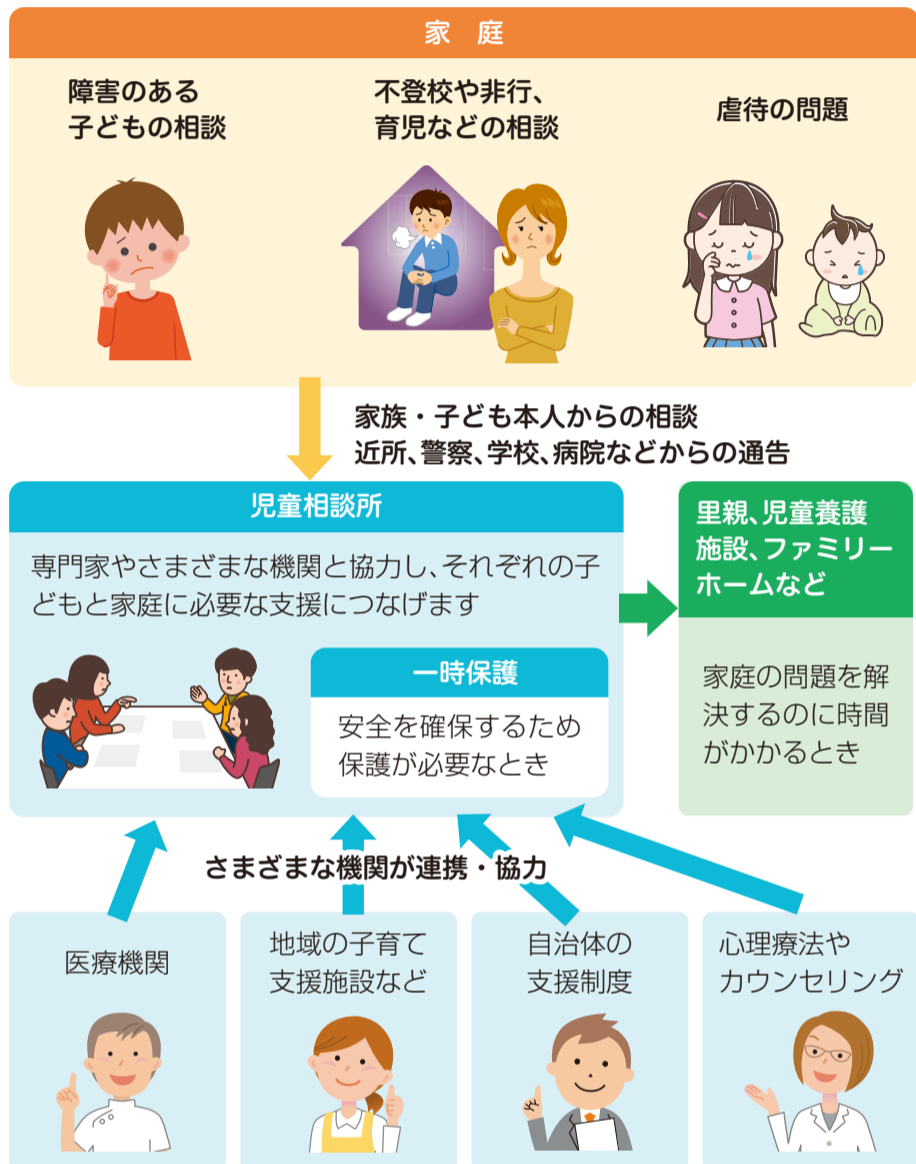 家 庭
障害のある
子どもの相談
不登校や非行、
育児などの相談
虐待の問題
家族・子ども本人からの相談
近所、警察、学校、病院などからの通告
児童相談所
専門家やさまざまな機関と協力し、それぞれの子
どもと家庭に必要な支援につなげます
一時保護
安全を確保するため
保護が必要なとき
里親、児童養護
施設、ファミリー
ホームなど
家庭の問題を解
決するのに時間
がかかるとき
さまざまな機関が連携・協力
医療機関
地域の子育て
支援施設など
自治体の
支援制度
心理療法や
カウンセリング